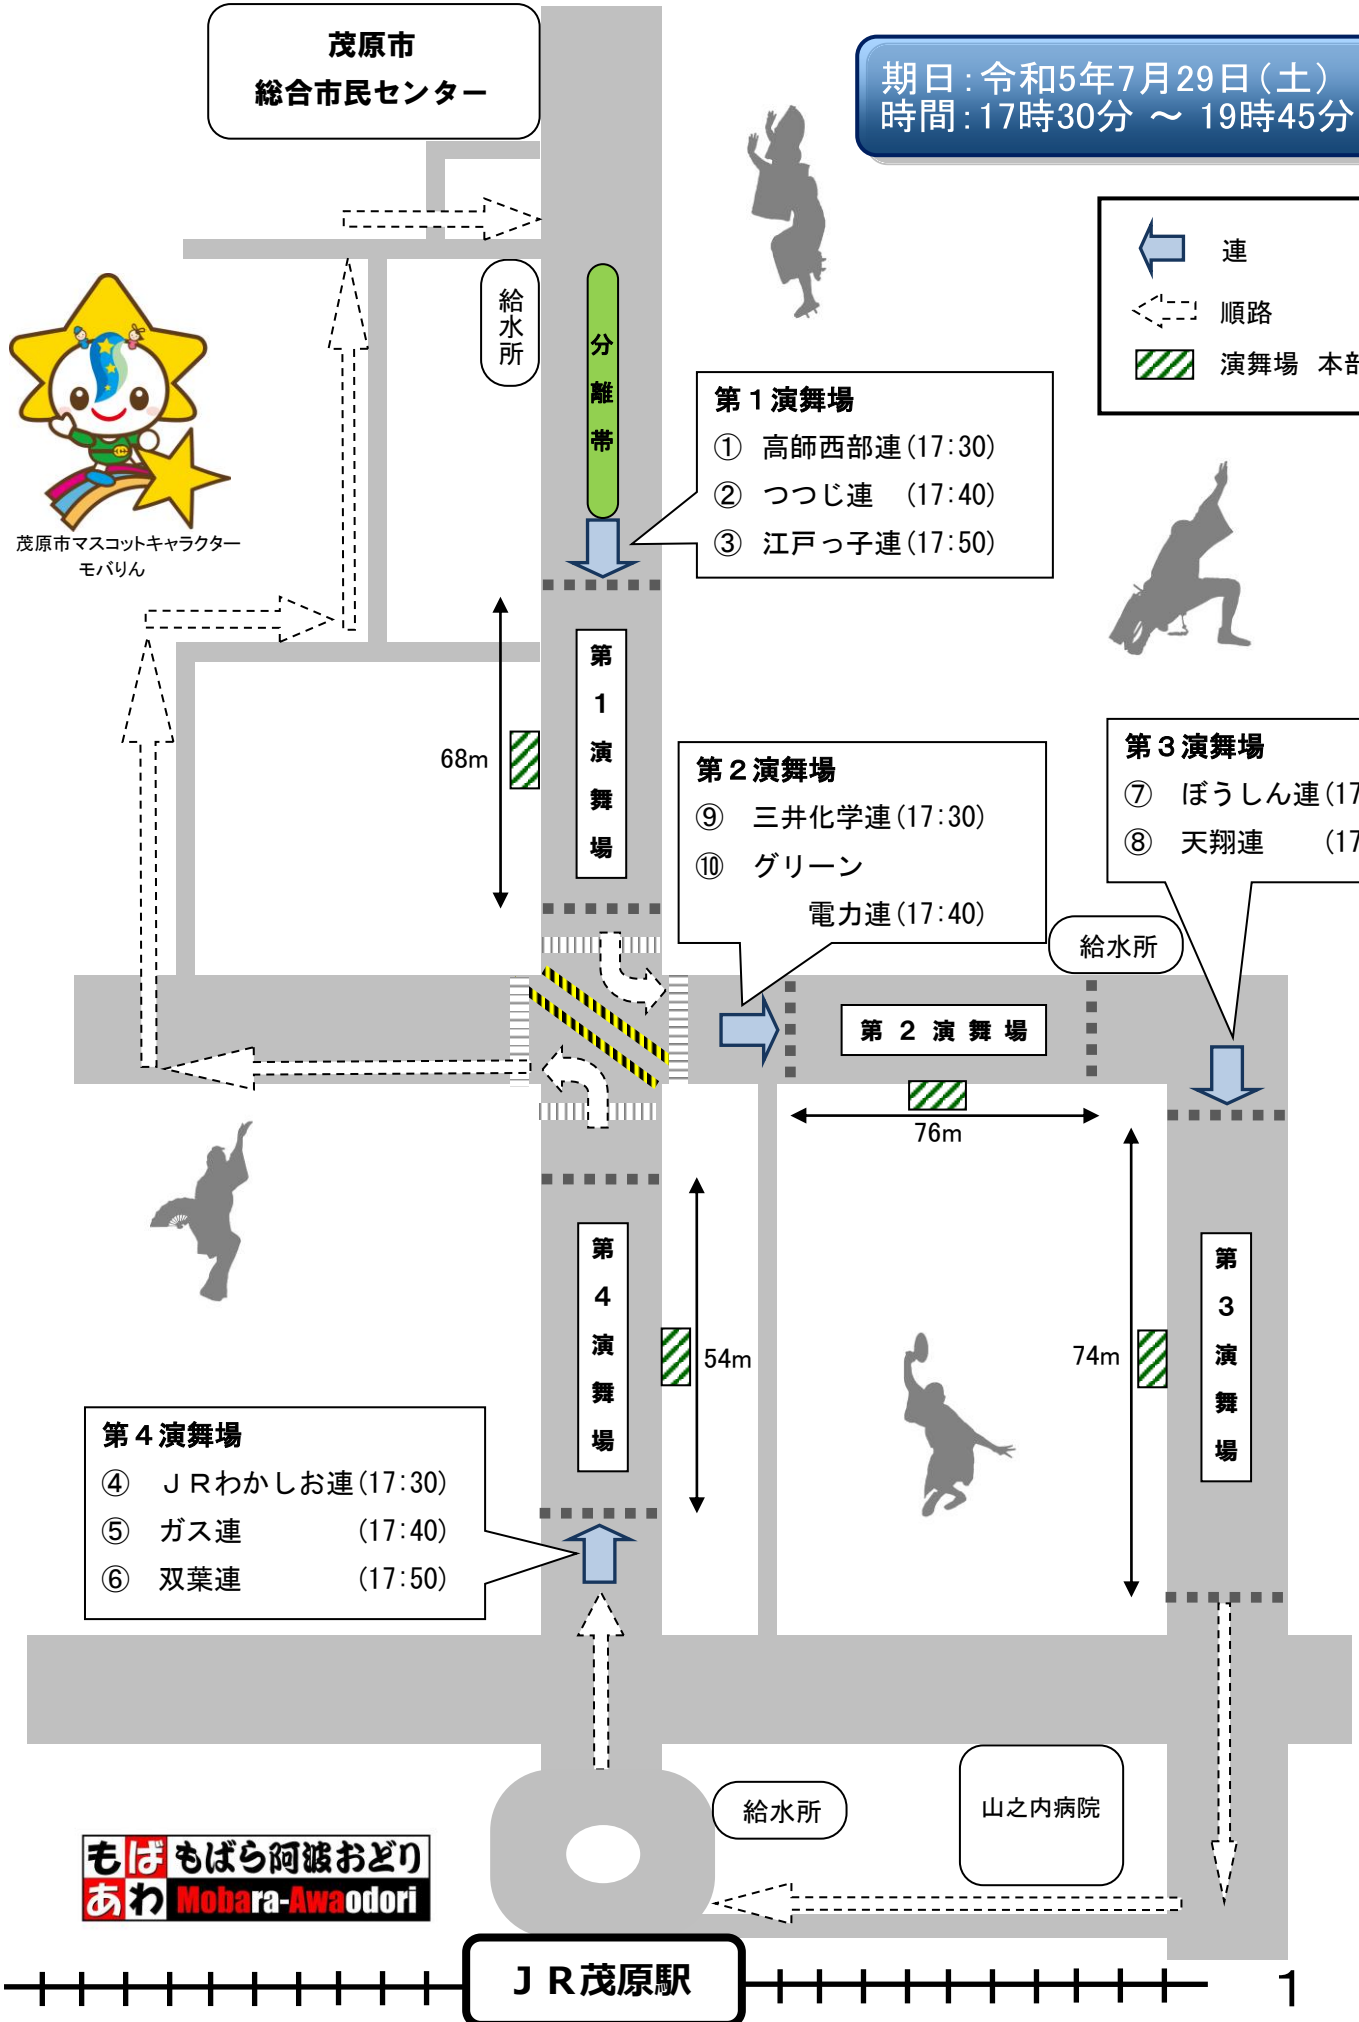 茂原市
総合市民センター
期日：令和5年7月29日（土）
時間：17時30分 ～ 19時45分
連
順路
演舞場 本部
給水所
分離帯
茂原市マスコットキャラクター
モバりん
第１演舞場
① 高師西部連(17:30)
② つつじ連 (17:40)
③ 江戸っ子連(17:50)
第１演舞場
68m
第２演舞場
⑨ 三井化学連(17:30)
⑩ グリーン
電力連(17:40)
第３演舞場
⑦ ぼうしん連(17
⑧ 天翔連 (17
給水所
第２演舞場
76m
第４演舞場
54m
第３演舞場
74m
第４演舞場
④ ＪＲわかしお連(17:30)
⑤ ガス連 (17:40)
⑥ 双葉連 (17:50)
給水所
山之内病院
もば
あわ
もばら阿波おどり
Mobara-Awaodori
ＪＲ茂原駅
1